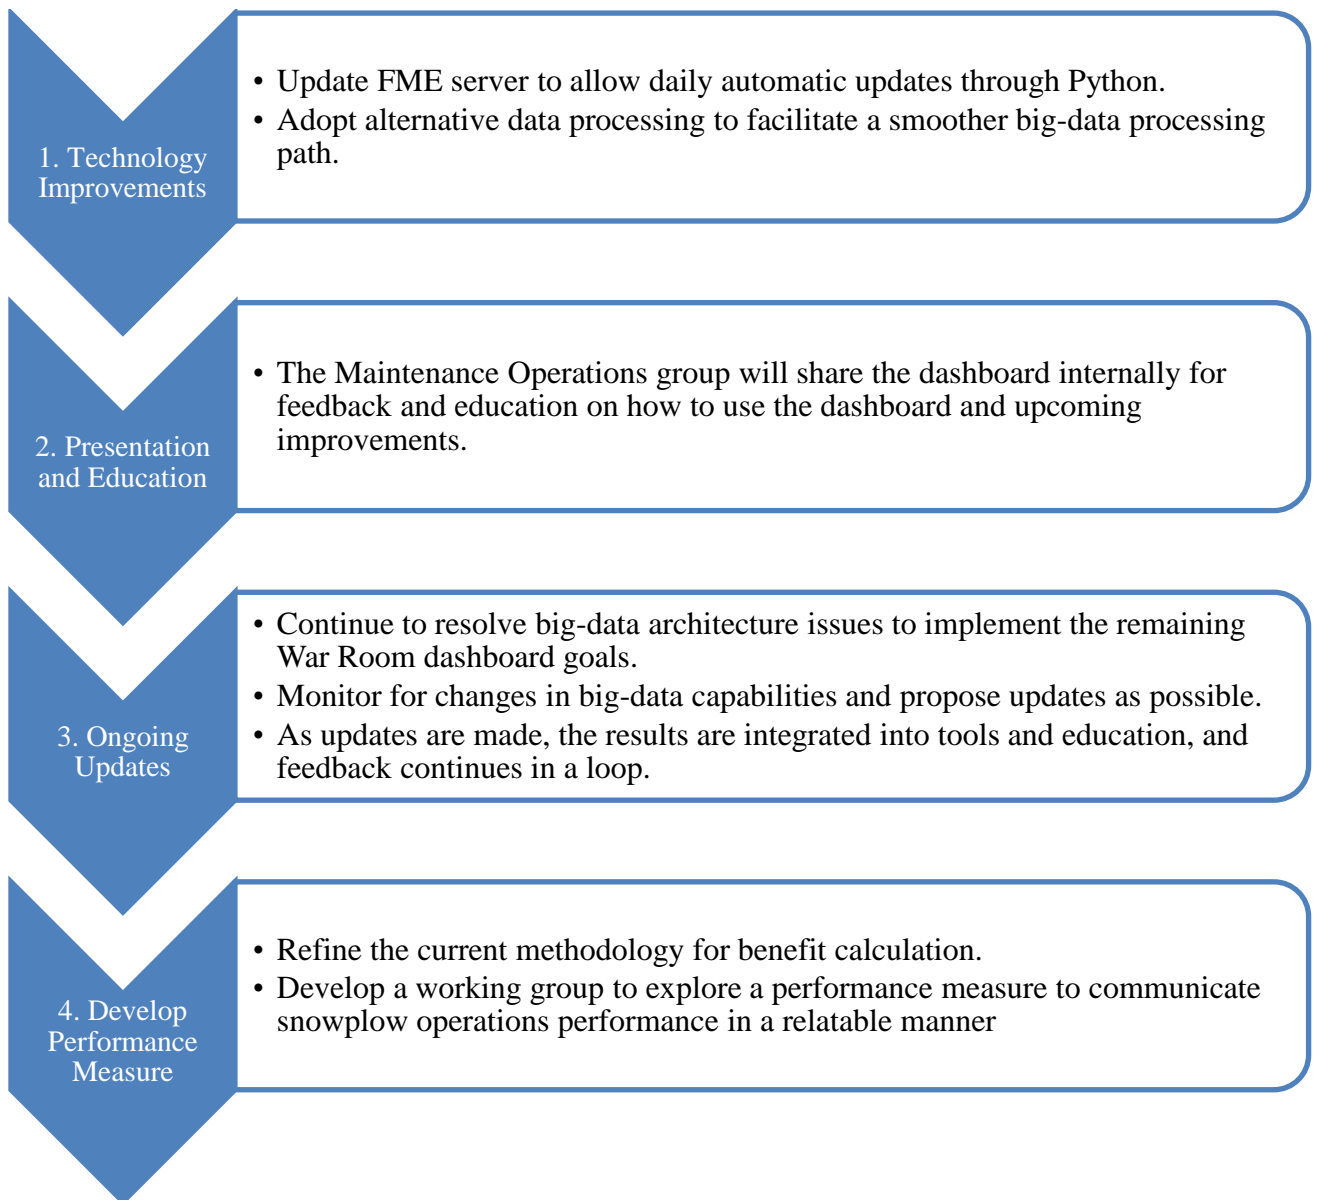 1. Technology
Improvements
• Update FME server to allow daily automatic updates through Python.
• Adopt alternative data processing to facilitate a smoother big-data processing
path.
2. Presentation
and Education
• The Maintenance Operations group will share the dashboard internally for
feedback and education on how to use the dashboard and upcoming
improvements.
3. Ongoing
Updates
• Continue to resolve big-data architecture issues to implement the remaining
War Room dashboard goals.
• Monitor for changes in big-data capabilities and propose updates as possible.
• As updates are made, the results are integrated into tools and education, and
feedback continues in a loop.
4. Develop
Performance
Measure
• Refine the current methodology for benefit calculation.
• Develop a working group to explore a performance measure to communicate
snowplow operations performance in a relatable manner